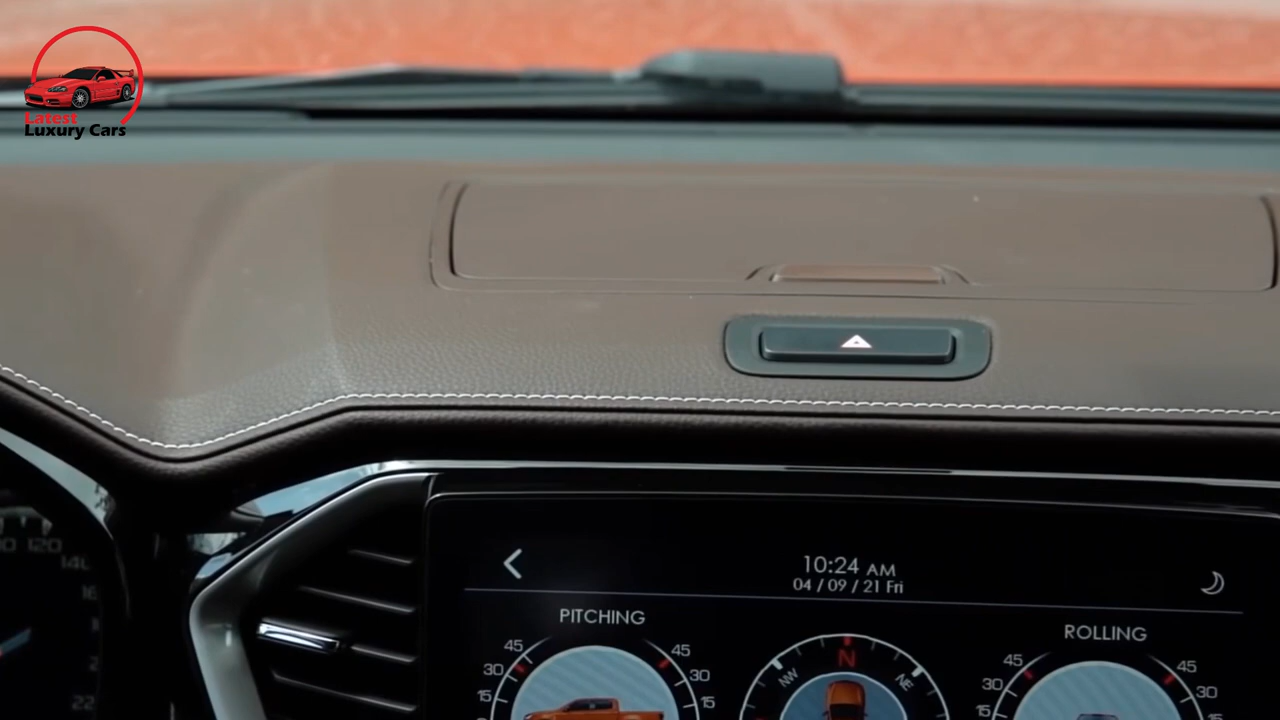 Latest
Luxury Cars
10:24 AM
04 / 09 / 21 Fri
PITCHING
ROLLING
45
45
30
30
15
15
N
NW
NE
45
45
30
30
15
15
120